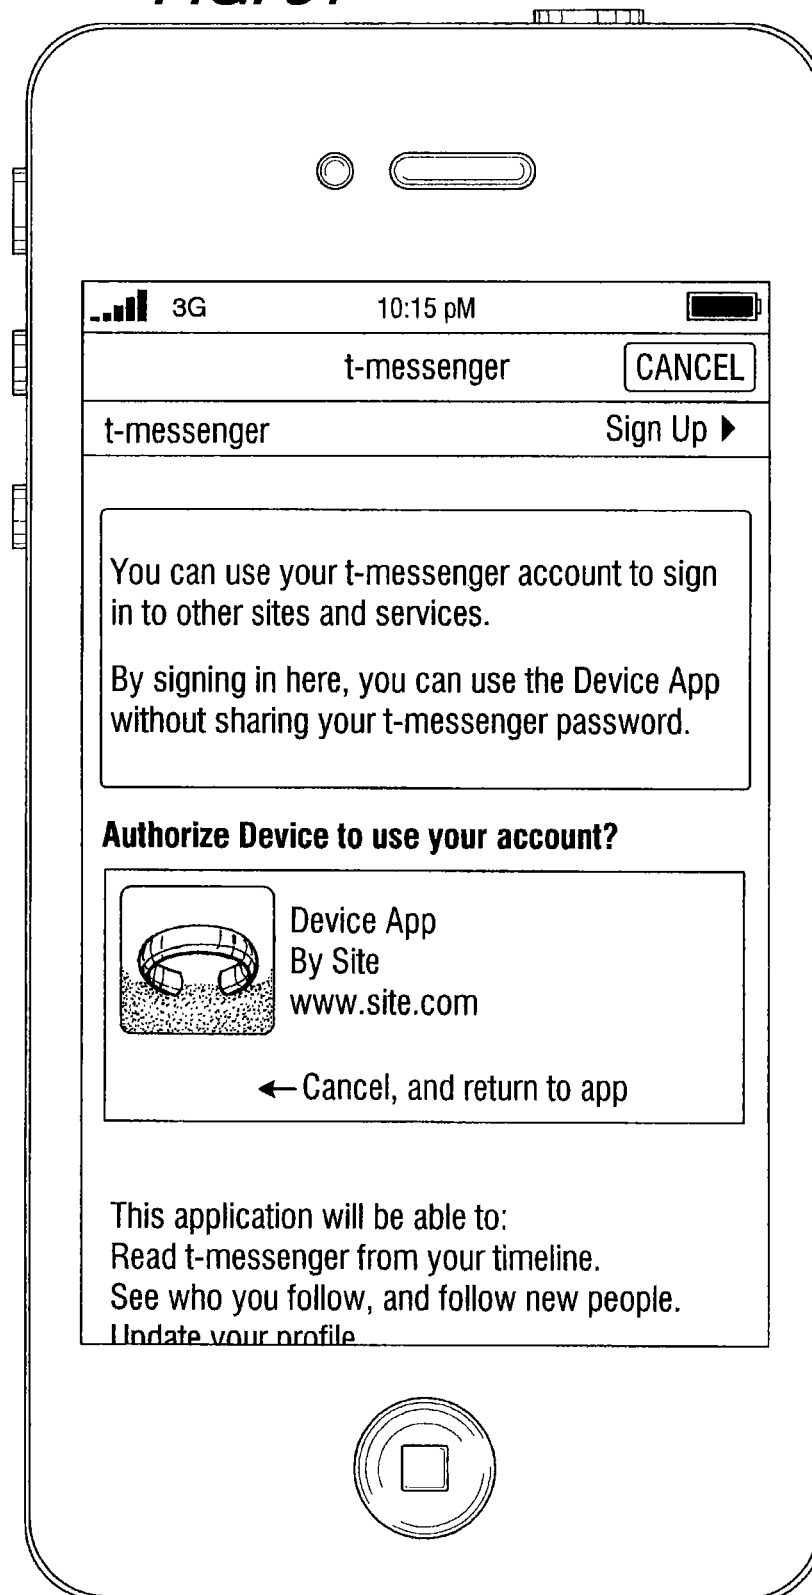 3G 10:15 pM
t-messenger CANCEL
t-messenger Sign Up
You can use your t-messenger account to sign
in to other sites and services.
By signing in here, you can use the Device App
without sharing your t-messenger password.
Authorize Device to use your account?
Device App
By Site
www.site.com
←Cancel, and return to app
This application will be able to:
Read t-messenger from your timeline.
See who you follow, and follow new people.
Update your profile